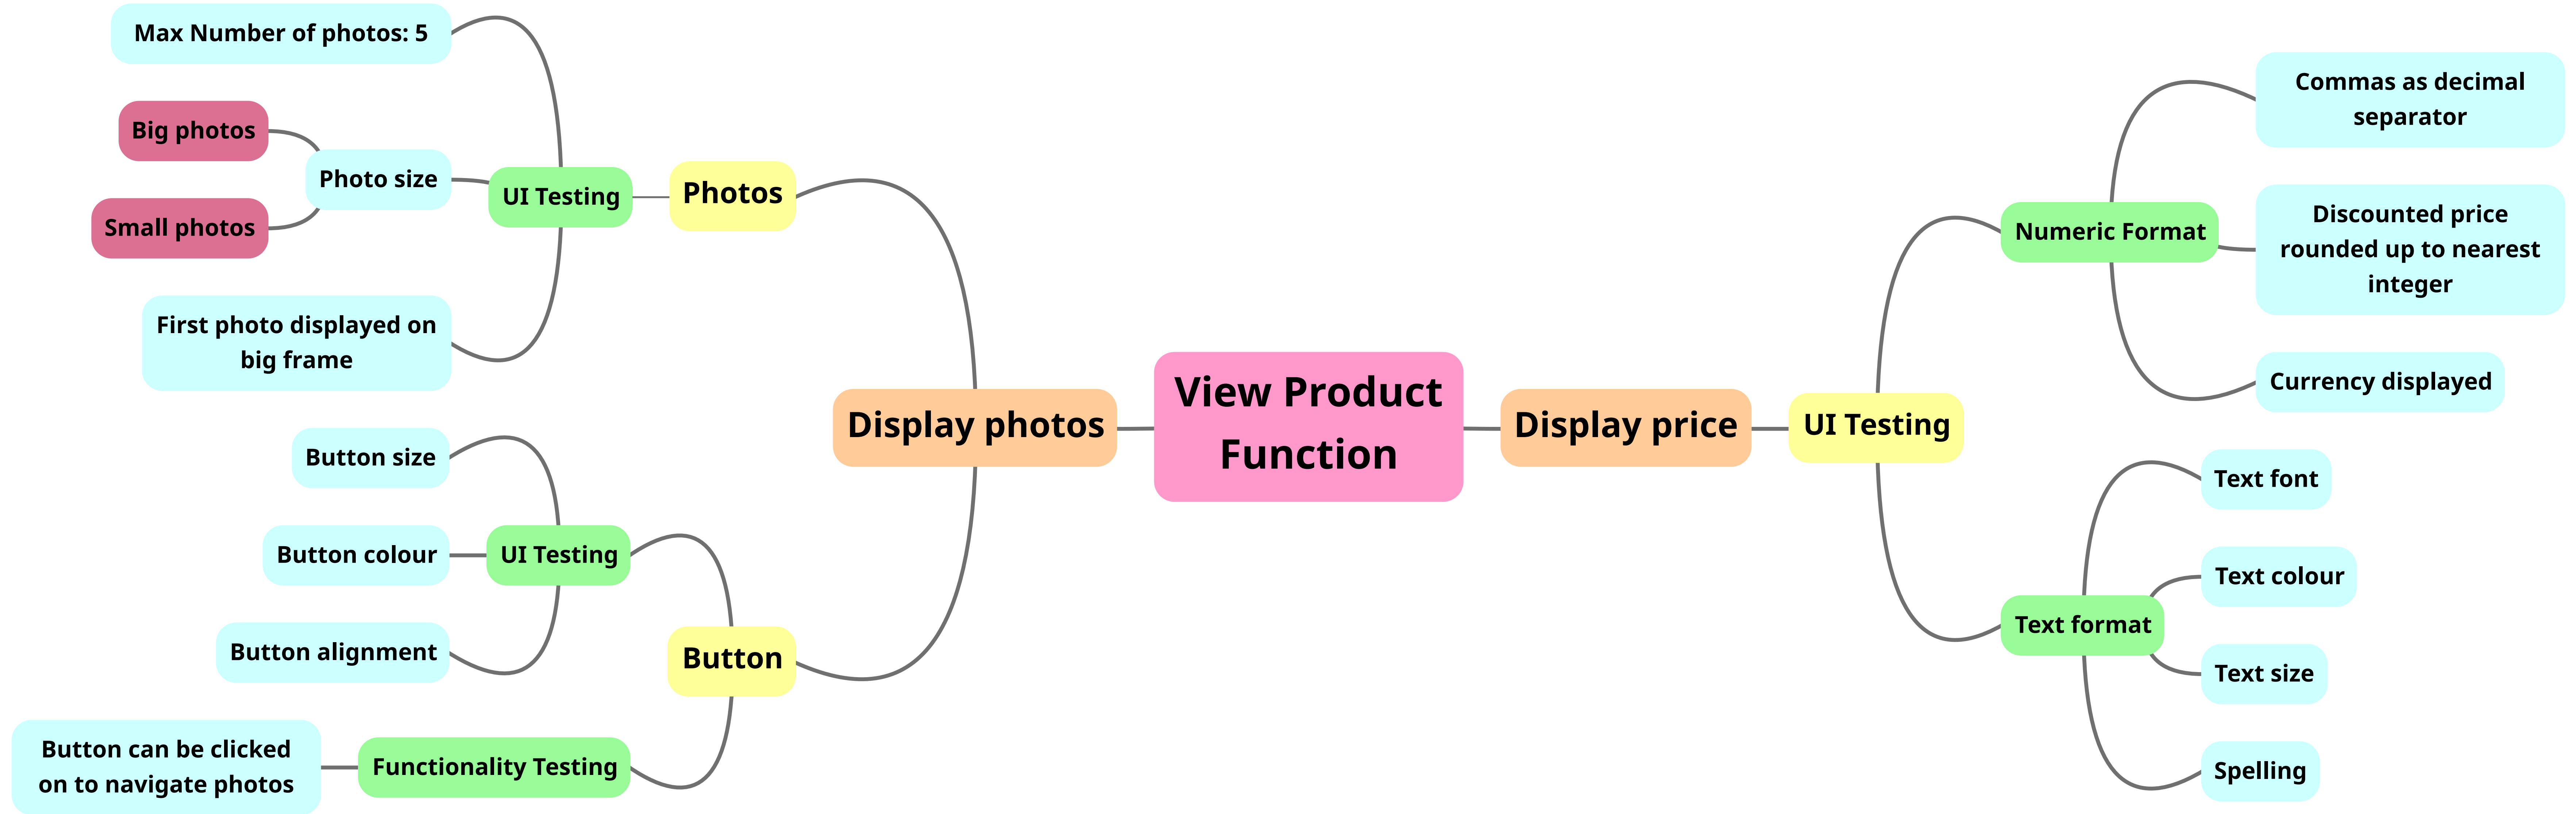 Max Number of photos: 5
Big photos
Photo size
Small photos
UI Testing
Photos
First photo displayed on
big frame
Button size
Button colour
UI Testing
Button alignment
Button
Button can be clicked
on to navigate photos
Functionality Testing
Display photos
View Product
Function
Display price
UI Testing
Numeric Format
Commas as decimal
separator
Discounted price
rounded up to nearest
integer
Currency displayed
Text format
Text font
Text colour
Text size
Spelling